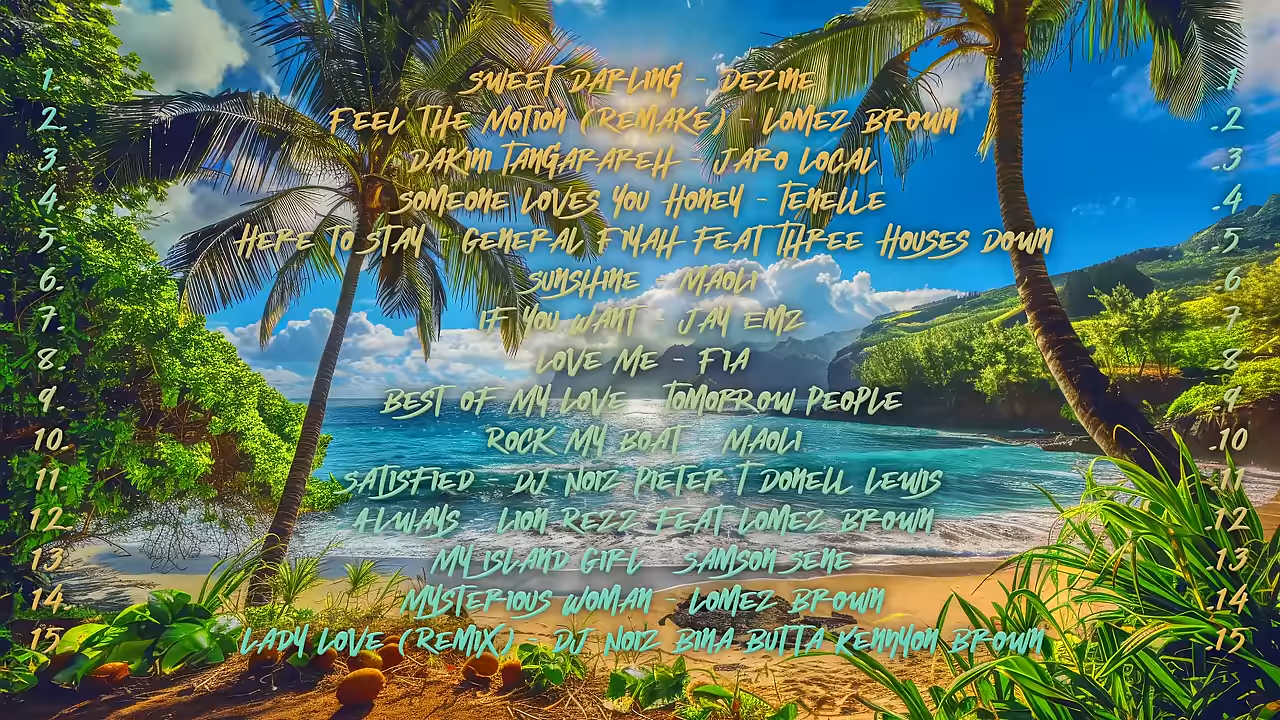 1. SWEET DARLING - DEZINE .1
2. FEEL THE MOTION (REMAKE) - LOMEZ BROWN .2
3. DAKINI TANGARAREH - JARO LOCAL .3
4. SOMEONE LOVES YOU HONEY - TENELLE .4
5. HERE TO STAY - GENERAL FIYAH FEAT THREE HOUSES DOWN .5
6. SUNSHINE - MAOLI 6
7. IF YOU WANT - JAY EMZ 7
8. LOVE ME - FIA 8
9. BEST OF MY LOVE TOMORROW PEOPLE .9
10. ROCK MY BOAT MAOLI .10
11. SATISFIED DJ NOIZ PIETER T DONELL LEWIS .11
12. ALWAYS LION REZZ FEAT LOMEZ BROWN .12
13. MY ISLAND GIRL SAMSON SENE .13
14. MYSTERIOUS WOMAN - LOMEZ BROWN .14
15. LADY LOVE (REMIX) - DJ NOIZ BINA BUTTA KENNYON BROWN .15